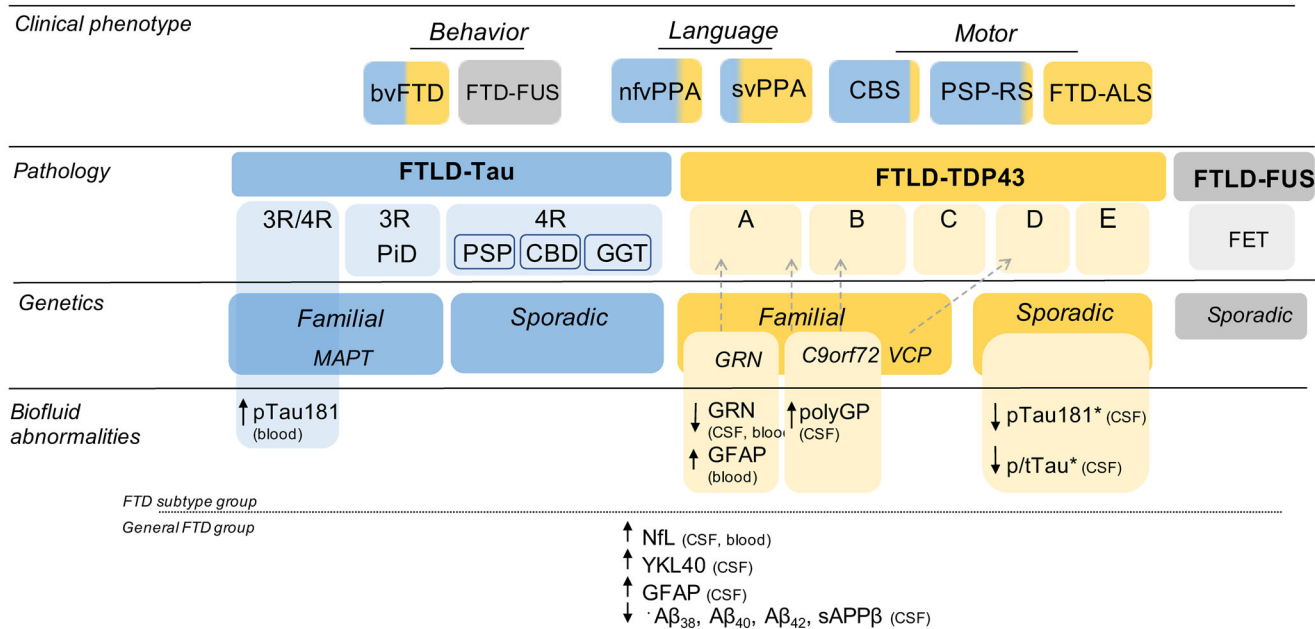 Clinical phenotype
Behavior
Language
Motor
bvFTD
FTD-FUS
nfvPPA
svPPA
CBS
PSP-RS
FTD-ALS
Pathology
FTLD-Tau
FTLD-TDP43
FTLD-FUS
3R/4R
3R
PiD
4R
PSP
CBD
GGT
A
B
C
D
E
FET
Genetics
Familial
MAPT
Sporadic
Familial
GRN
C9orf72
VCP
Sporadic
Sporadic
Biofluid
abnormalities
↑ pTau181
(blood)
↓ GRN
(CSF, blood
↑ GFAP
(blood)
↑ polyGP
(CSF)
↓ pTau181* (CSF)
↓ p/tTau* (CSF)
FTD subtype group
General FTD group
↑ NfL (CSF, blood)
↑ YKL40 (CSF)
↑ GFAP (CSF)
↓ Aβ38, Aβ40, Aβ42, sAPPβ (CSF)